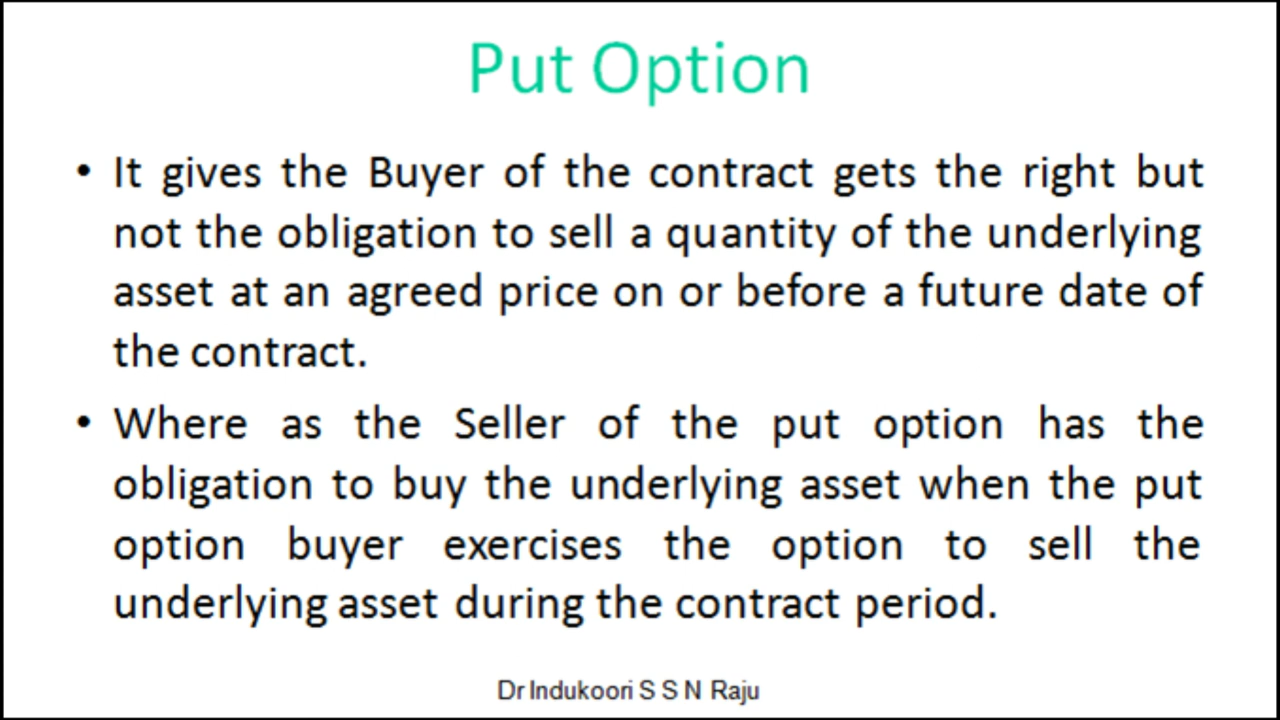 Put Option
• It gives the Buyer of the contract gets the right but
not the obligation to sell a quantity of the underlying
asset at an agreed price on or before a future date of
the contract.
• Where as the Seller of the put option has the
obligation to buy the underlying asset when the put
option buyer exercises the option to sell the
underlying asset during the contract period.
Dr Indukoori S S N Raju